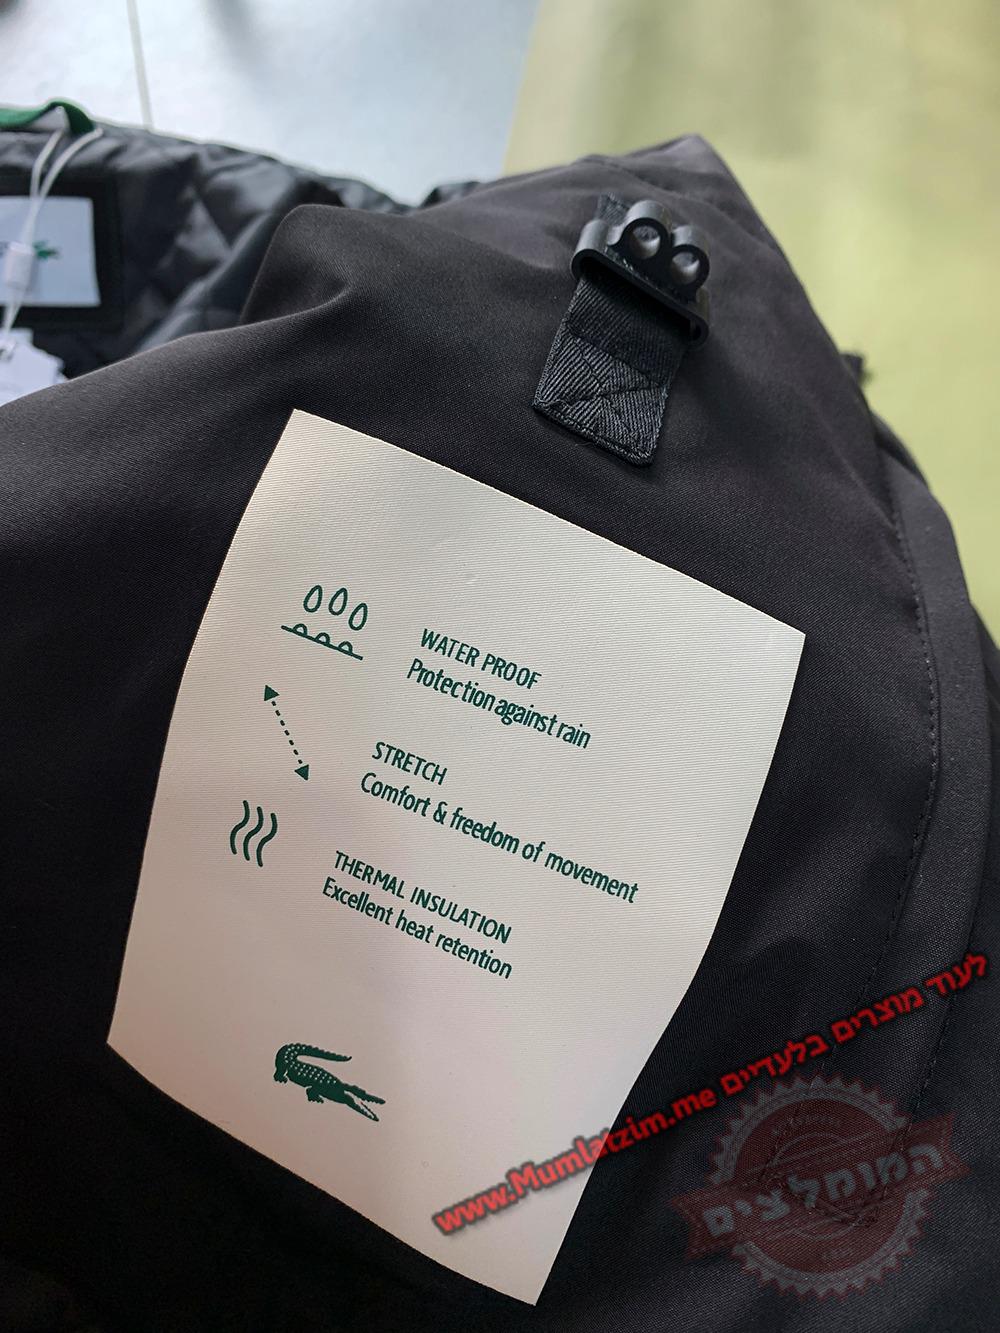 WATER PROOF
Protection against rain
STRETCH
Comfort & freedom of movement
THERMAL INSULATION
Excellent heat retention
לעוד מוצרים בלעדיים www.Mumlatzim.me
המומלצים